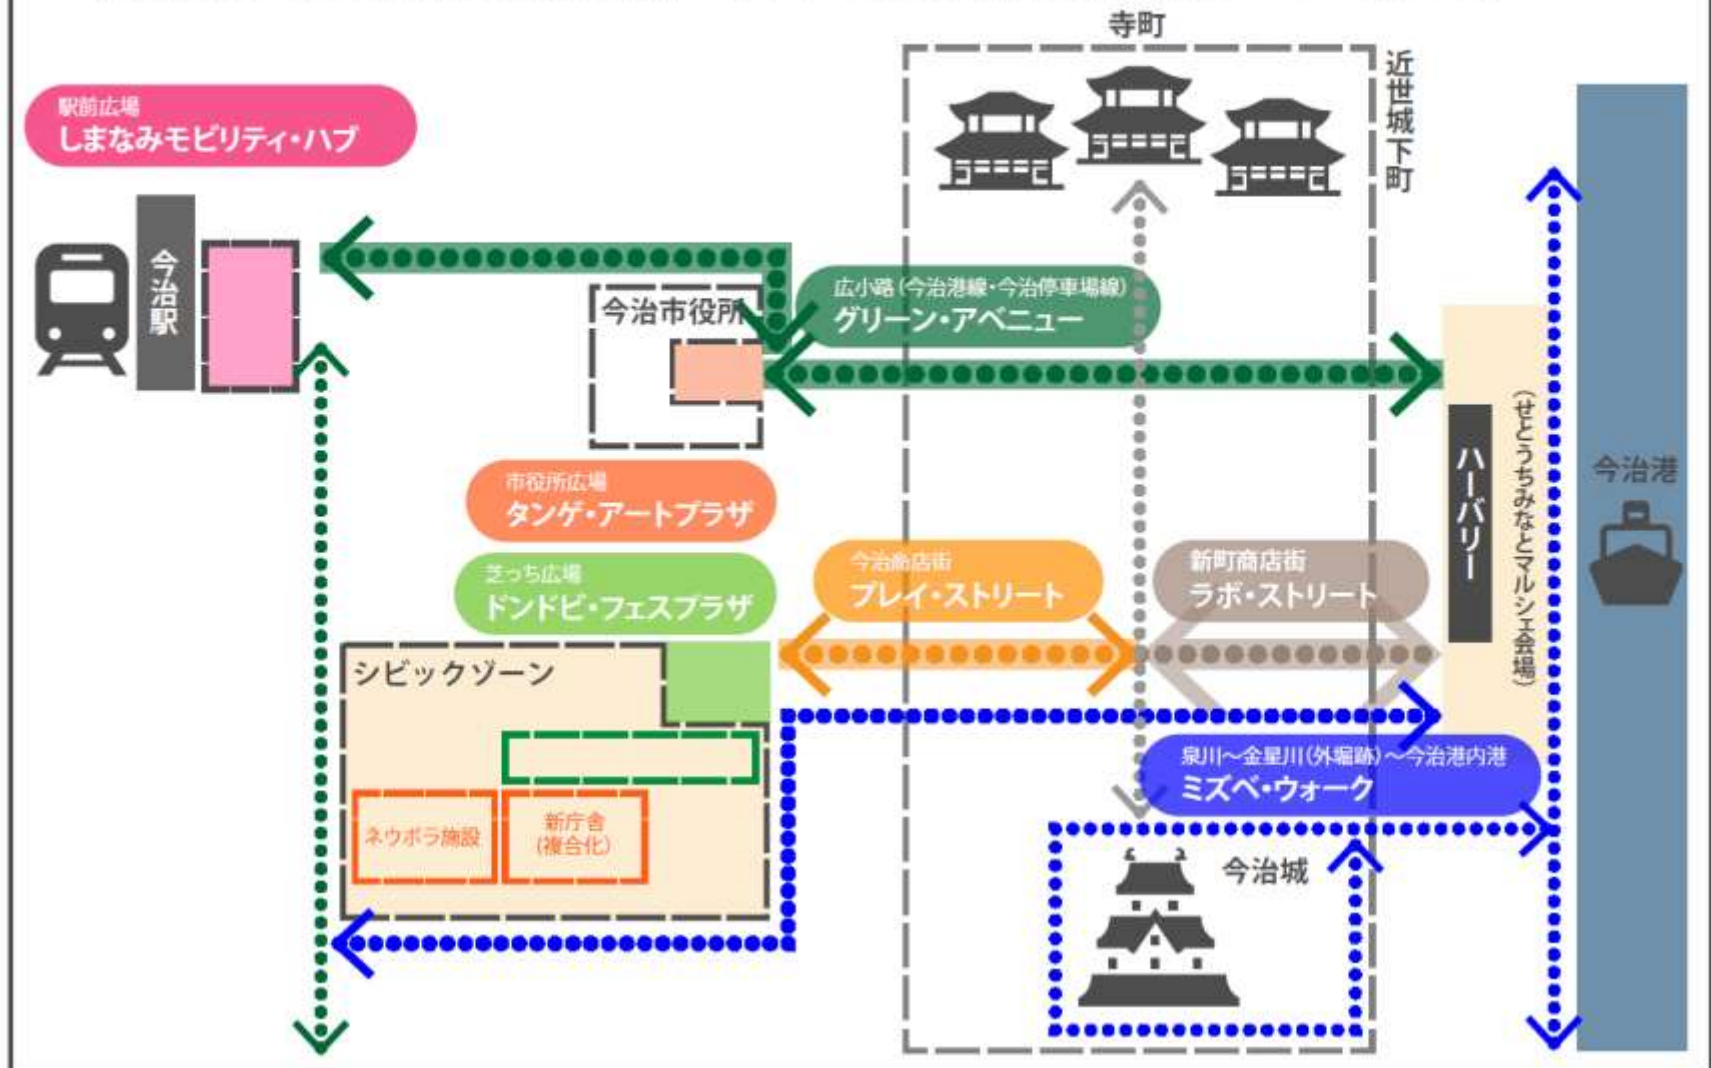 寺町
近世城下町
駅前広場
しまなみモビリティ・ハブ
今治駅
今治市役所
広小路(今治港線・今治停車場線)
グリーン・アベニュー
市役所広場
タンゲ・アートプラザ
芝っち広場
ドンドビ・フェスプラザ
今治商店街
プレイ・ストリート
新町商店街
ラボ・ストリート
ハーバリー
(せとうちみなとマルシェ会場)
今治港
シビックゾーン
ネウボラ施設
新庁舎
(複合化)
泉川～金星川(外堀跡)～今治港内港
ミズベ・ウォーク
今治城